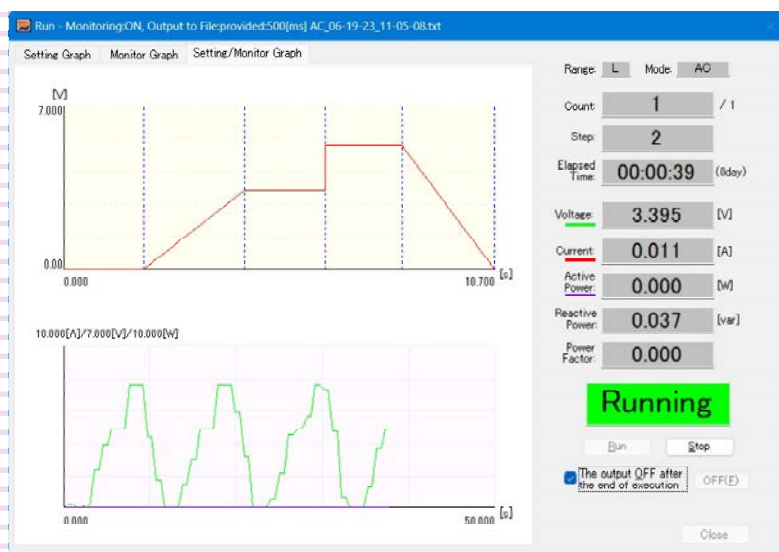 Run - Monitoring:ON, Output to File:provided:500[ms] AC_06-19-23_11-05-08.txt
Setting Graph Monitor Graph Setting/Monitor Graph
[V]
7.000
0.00
0.000
10.700 [s]
10.000[A]/7.000[V]/10.000[W]
0.000
50.000 [s]
Range: L Mode: AC
Count: 1 / 1
Step: 2
Elapsed Time: 00:00:39 (0day)
Voltage: 3.395 [V]
Current: 0.011 [A]
Active Power: 0.000 [W]
Reactive Power: 0.037 [var]
Power Factor: 0.000
Running
Run Stop
The output OFF after
the end of execution
OFF(F)
Close